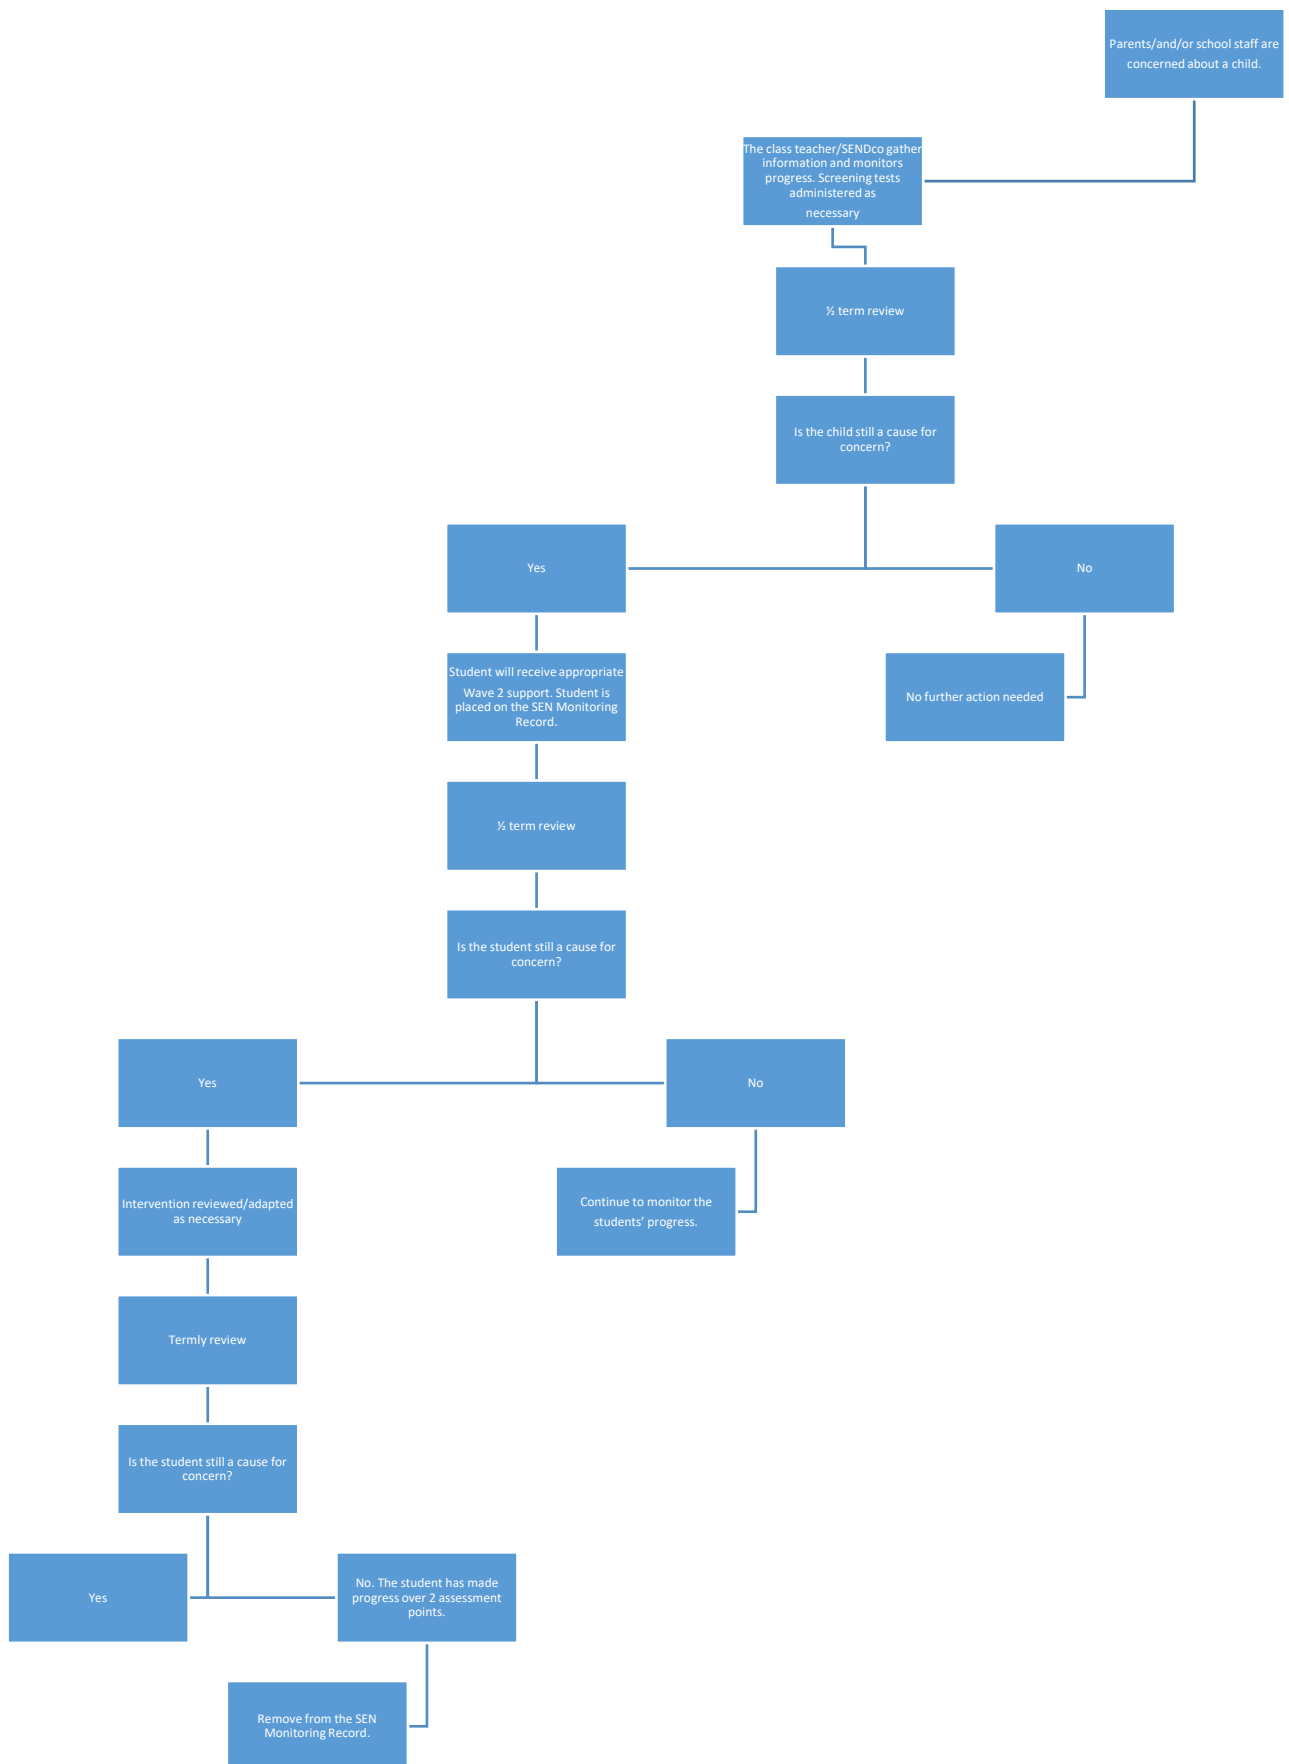 Parents/and/or school staff are
concerned about a child.
The class teacher/SENDco gather
information and monitors
progress. Screening tests
administered as
necessary
½ term review
Is the child still a cause for
concern?
Yes
No
Student will receive appropriate
Wave 2 support. Student is
placed on the SEN Monitoring
Record.
No further action needed
½ term review
Is the student still a cause for
concern?
Yes
No
Intervention reviewed/adapted
as necessary
Continue to monitor the
students’ progress.
Termly review
Is the student still a cause for
concern?
Yes
No. The student has made
progress over 2 assessment
points.
Remove from the SEN
Monitoring Record.